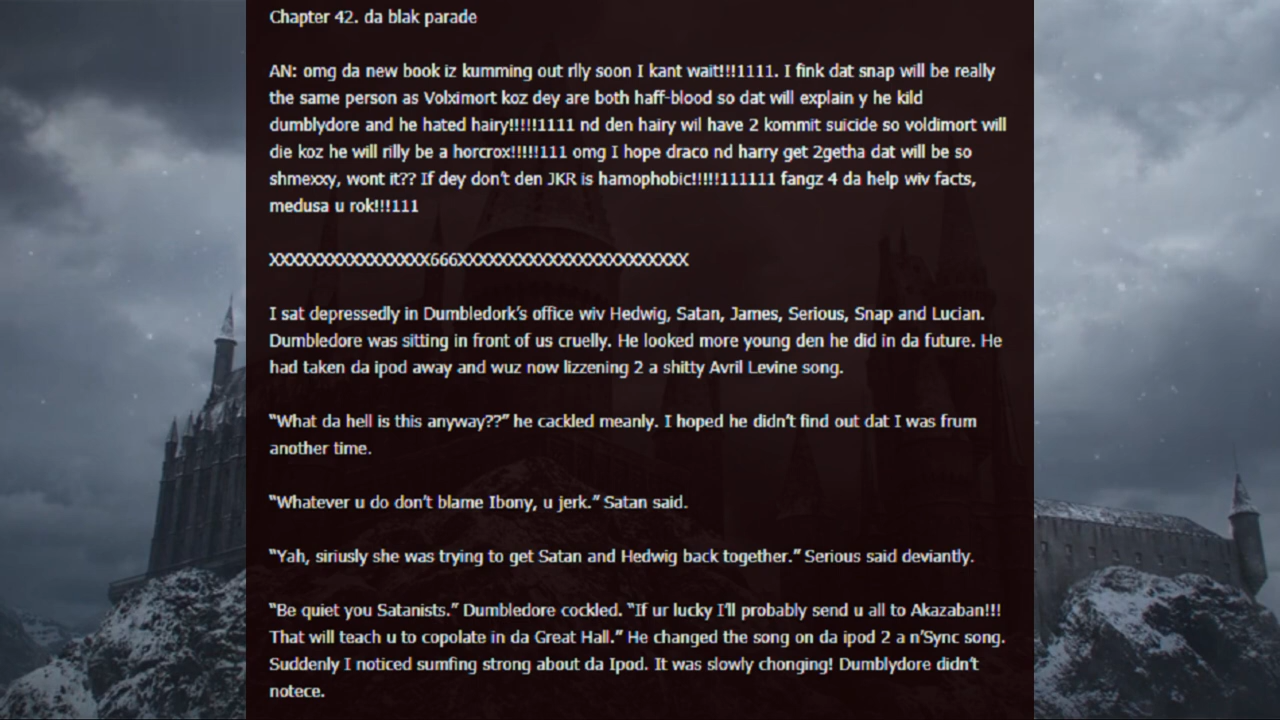 Chapter 42. da blak parade
AN: omg da new book iz kumming out rlly soon I kant wait!!!1111. I fink dat snap will be really
the same person as Volximort koz dey are both haff-blood so dat will explain y he kild
dumblydore and he hated hairy!!!!!1111 nd den hairy wil have 2 kommit suicide so voldimort will
die koz he will rilly be a horcrox!!!!!111 omg I hope draco nd harry get 2getha dat will be so
shmexxy, wont it?? If dey don't den JKR is hamophobic!!!!!111111 fangz 4 da help wiv facts,
medusa u rok!!!111
XXXXXXXXXXXXXXXX666XXXXXXXXXXXXXXXXXXXXXXX
I sat depressedly in Dumbledork's office wiv Hedwig, Satan, James, Serious, Snap and Lucian.
Dumbledore was sitting in front of us cruelly. He looked more young den he did in da future. He
had taken da ipod away and wuz now lizzening 2 a shitty Avril Levine song.
"What da hell is this anyway??" he cackled meanly. I hoped he didn't find out dat I was frum
another time.
"Whatever u do don't blame Ibony, u jerk." Satan said.
"Yah, siriusly she was trying to get Satan and Hedwig back together." Serious said deviantly.
"Be quiet you Satanists." Dumbledore cockled. "If ur lucky I'll probably send u all to Akazaban!!!
That will teach u to copolate in da Great Hall." He changed the song on da ipod 2 a n'Sync song.
Suddenly I noticed sumfing strong about da Ipod. It was slowly chonging! Dumblydore didn't
notece.